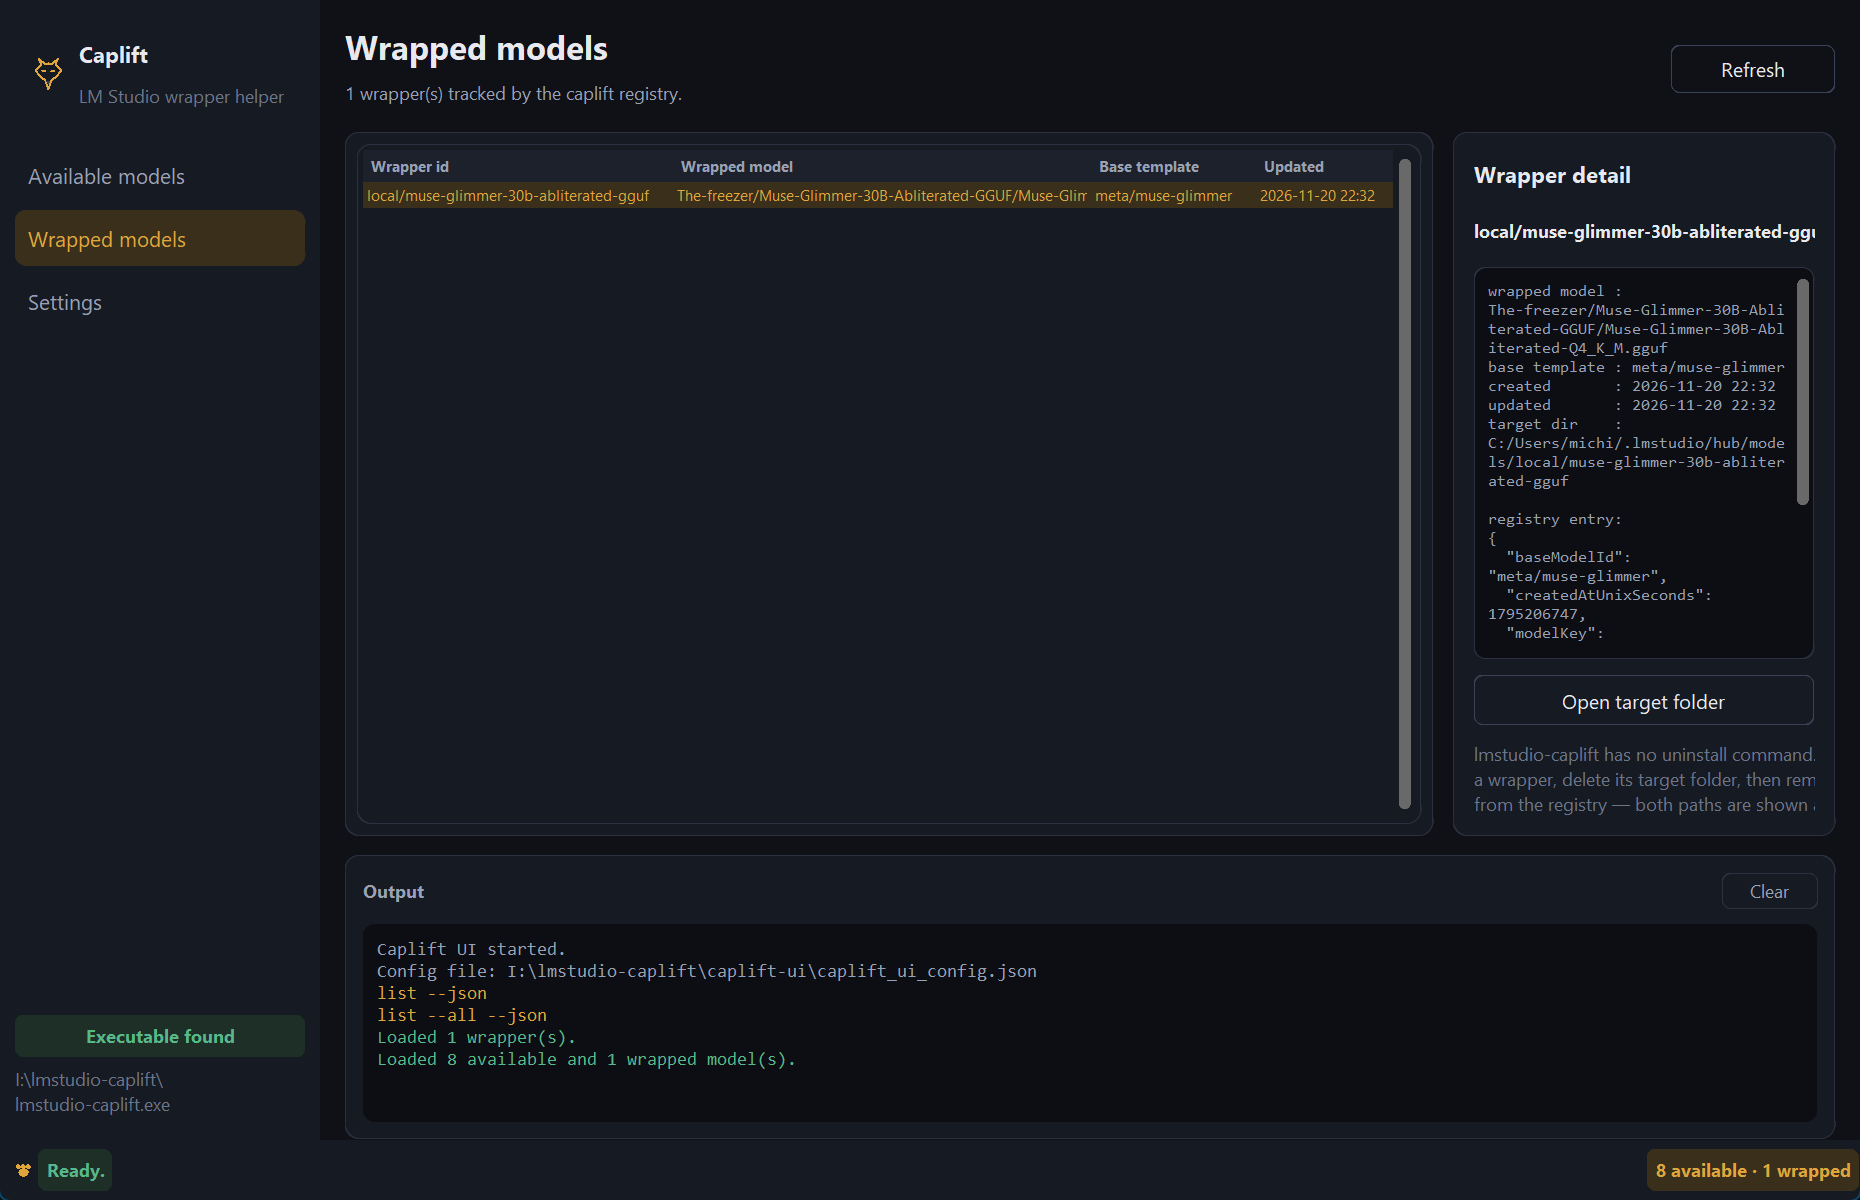 Caplift
LM Studio wrapper helper
Available models
Wrapped models
Settings
Executable found
I:\lmstudio-caplift\
lmstudio-caplift.exe
Wrapped models
1 wrapper(s) tracked by the caplift registry.
Refresh
Wrapper id Wrapped model Base template Updated
local/muse-glimmer-30b-abliterated-gguf The-freezer/Muse-Glimmer-30B-Abliterated-GGUF/Muse-Glim meta/muse-glimmer 2026-11-20 22:32
Wrapper detail
local/muse-glimmer-30b-abliterated-ggu
wrapped model :
The-freezer/Muse-Glimmer-30B-Abli
terated-GGUF/Muse-Glimmer-30B-Abl
iterated-Q4_K_M.gguf
base template : meta/muse-glimmer
created       : 2026-11-20 22:32
updated       : 2026-11-20 22:32
target dir    :
C:/Users/michi/.lmstudio/hub/mode
ls/local/muse-glimmer-30b-abliter
ated-gguf
registry entry:
{
"baseModelId":
"meta/muse-glimmer",
"createdAtUnixSeconds":
1795206747,
"modelKey":
Open target folder
lmstudio-caplift has no uninstall command.
a wrapper, delete its target folder, then rem
from the registry — both paths are shown
Output
Clear
Caplift UI started.
Config file: I:\lmstudio-caplift\caplift-ui\caplift_ui_config.json
list --json
list --all --json
Loaded 1 wrapper(s).
Loaded 8 available and 1 wrapped model(s).
Ready.
8 available · 1 wrapped